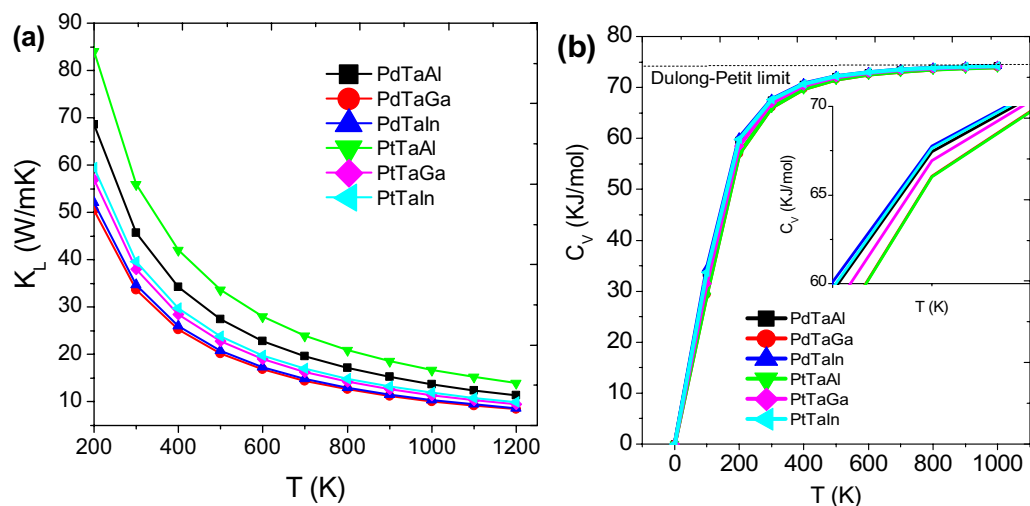 (a)
90
80
70
60
50
40
30
20
10
K_L (W/mK)
200 400 600 800 1000 1200
T (K)
PdTaAl
PdTaGa
PdTaIn
PtTaAl
PtTaGa
PtTaIn
(b)
80
70
60
50
40
30
20
10
0
C_V (KJ/mol)
0 200 400 600 800 1000
T (K)
Dulong-Petit limit
70
65
60
C_V (KJ/mol)
T (K)
PdTaAl
PdTaGa
PdTaIn
PtTaAl
PtTaGa
PtTaIn